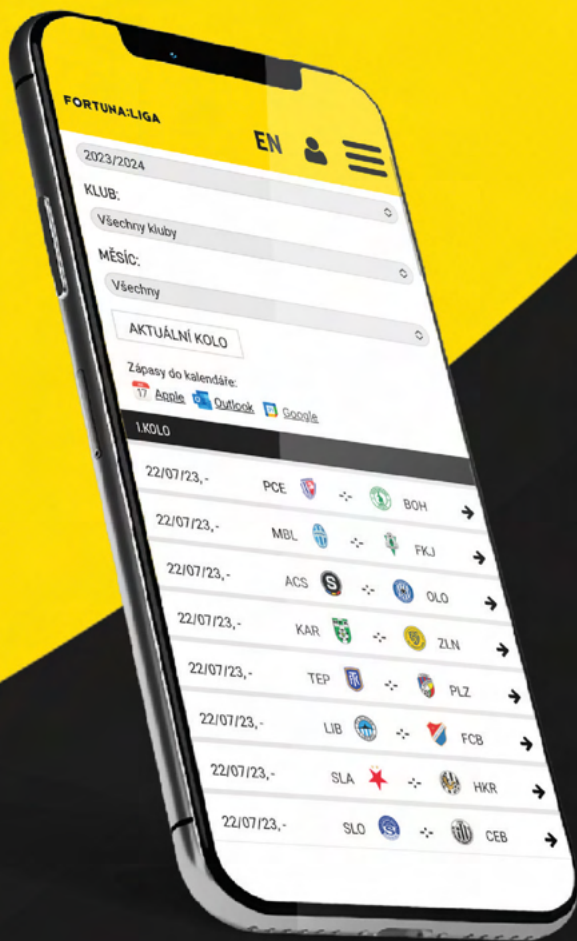 FORTUNA:LIGA
EN
2023/2024
KLUB:
Všechny kluby
MĚSÍC:
Všechny
AKTUÁLNÍ KOLO
Zápasy do kalendáře:
17 Apple Outlook Google
1.KOLO
22/07/23,- PCE -:- BOH
22/07/23,- MBL -:- FKJ
22/07/23,- ACS S -:- OLO
22/07/23,- KAR -:- ZLN
22/07/23,- TEP -:- PLZ
22/07/23,- LIB -:- FCB
22/07/23,- SLA -:- HKR
22/07/23,- SLO -:- CEB